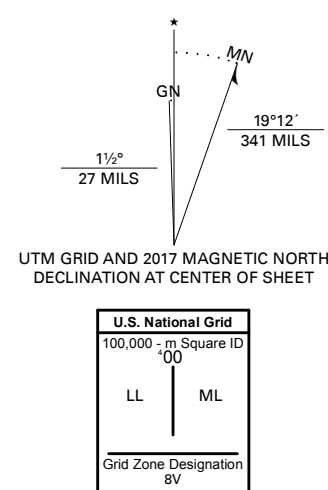 ★
MN
GN
19°12´
341 MILS
1½°
27 MILS
UTM GRID AND 2017 MAGNETIC NORTH
DECLINATION AT CENTER OF SHEET
U.S. National Grid
100,000 - m Square ID
⁴00
LL ML
Grid Zone Designation
8V